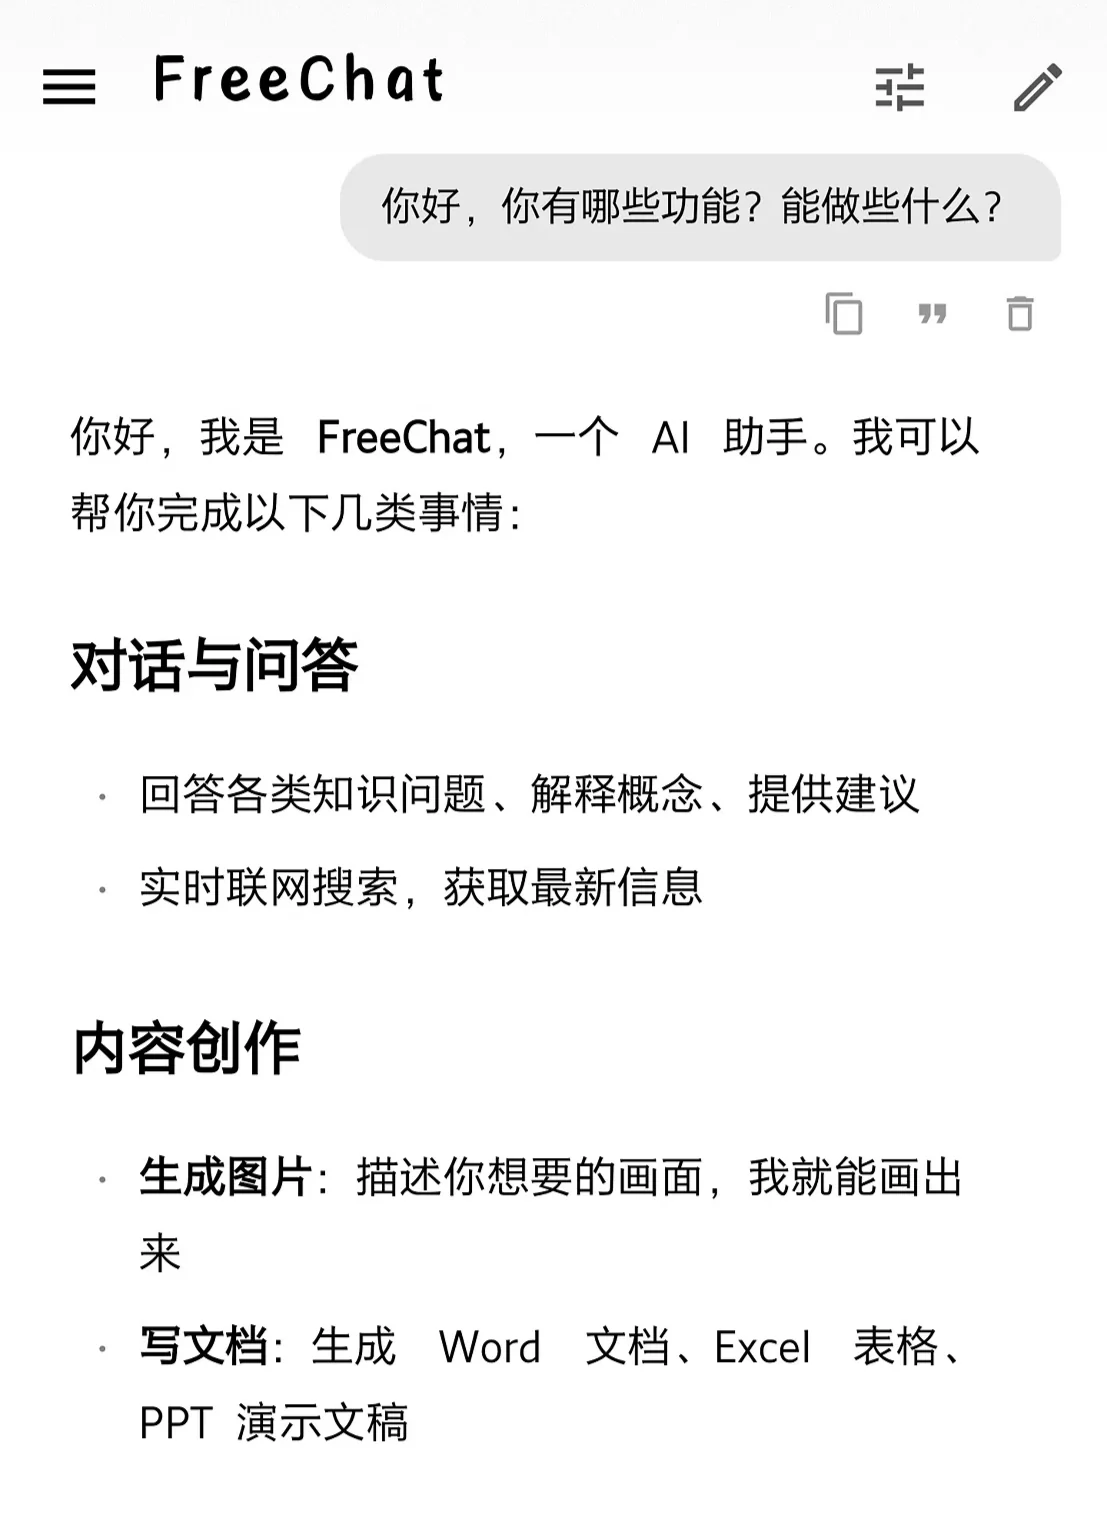 FreeChat
你好，你有哪些功能？能做些什么？
你好，我是 FreeChat，一个 AI 助手。我可以
帮你完成以下几类事情：
对话与问答
· 回答各类知识问题、解释概念、提供建议
· 实时联网搜索，获取最新信息
内容创作
· 生成图片：描述你想要的画面，我就能画出
来
· 写文档：生成 Word 文档、Excel 表格、
PPT 演示文稿